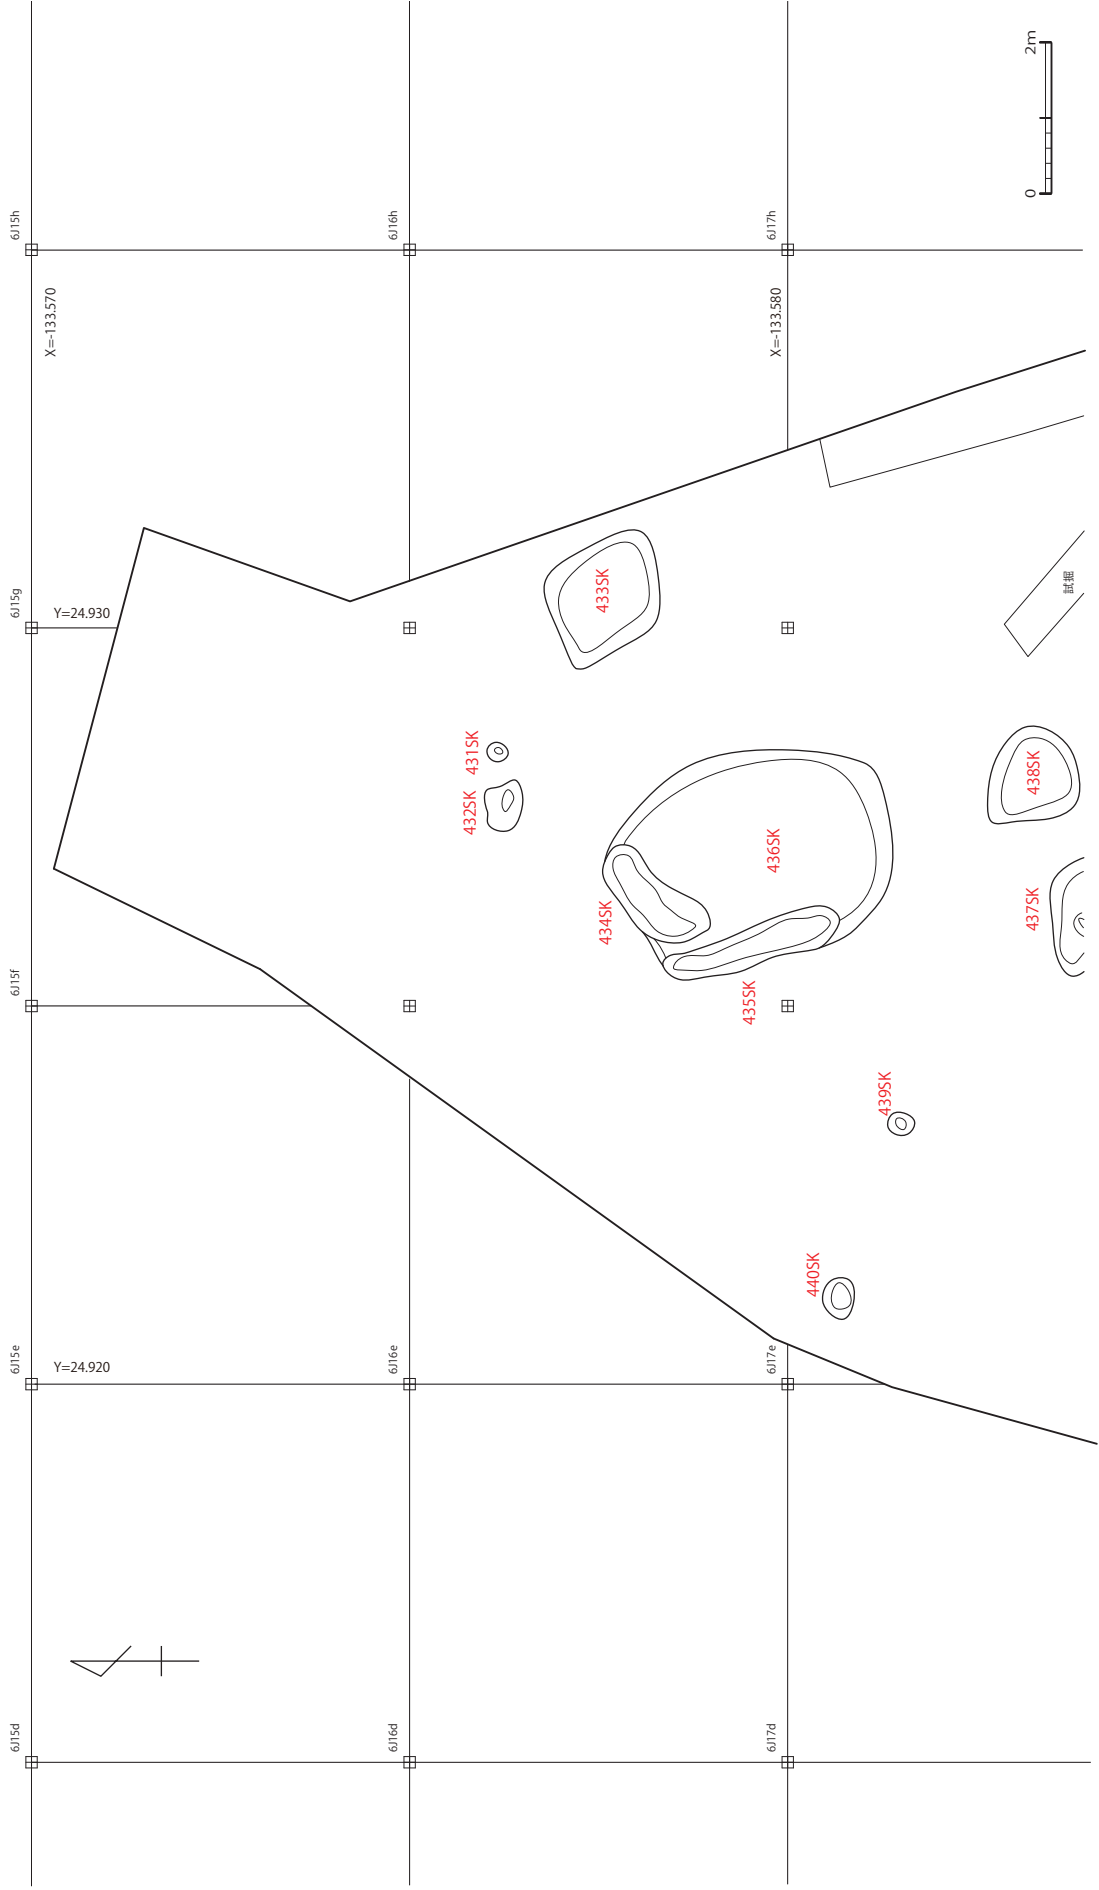 6J15h
6J16h
6J17h
2m
0
X=-133.570
X=-133.580
6J15g
Y=24.930
433SK
試掘
431SK
432SK
438SK
436SK
434SK
437SK
435SK
6J15f
439SK
440SK
6J15e
Y=24.920
6J16e
6J17e
6J15d
6J16d
6J17d